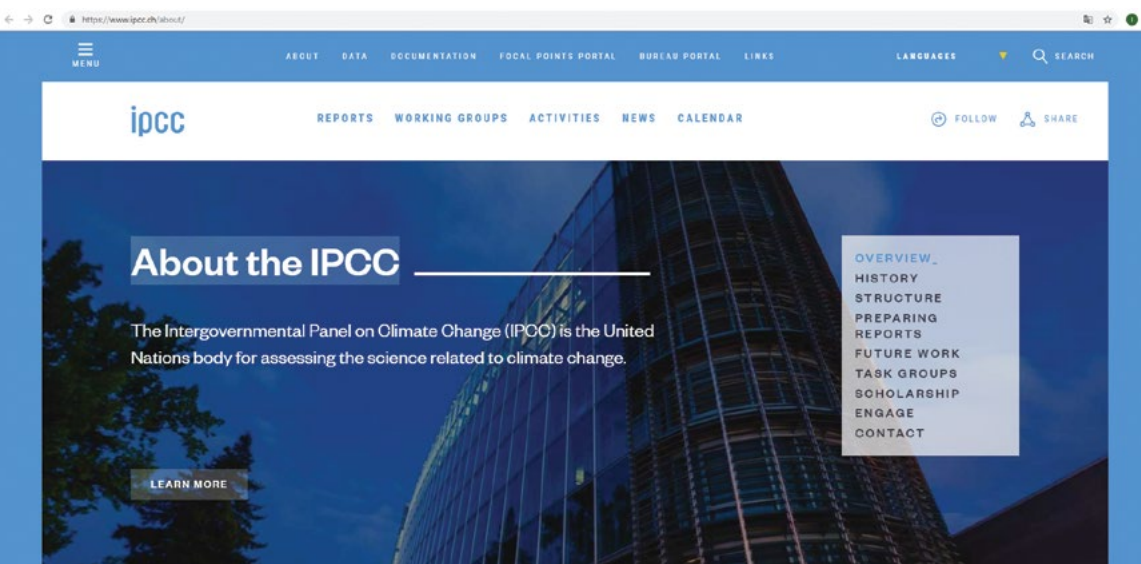 https://www.ipcc.ch/about/
MENU
ABOUT DATA DOCUMENTATION FOCAL POINTS PORTAL BUREAU PORTAL LINKS
LANGUAGES
SEARCH
ipcc
REPORTS WORKING GROUPS ACTIVITIES NEWS CALENDAR
FOLLOW
SHARE
About the IPCC
The Intergovernmental Panel on Climate Change (IPCC) is the United
Nations body for assessing the science related to climate change.
LEARN MORE
OVERVIEW_
HISTORY
STRUCTURE
PREPARING
REPORTS
FUTURE WORK
TASK GROUPS
SCHOLARSHIP
ENGAGE
CONTACT